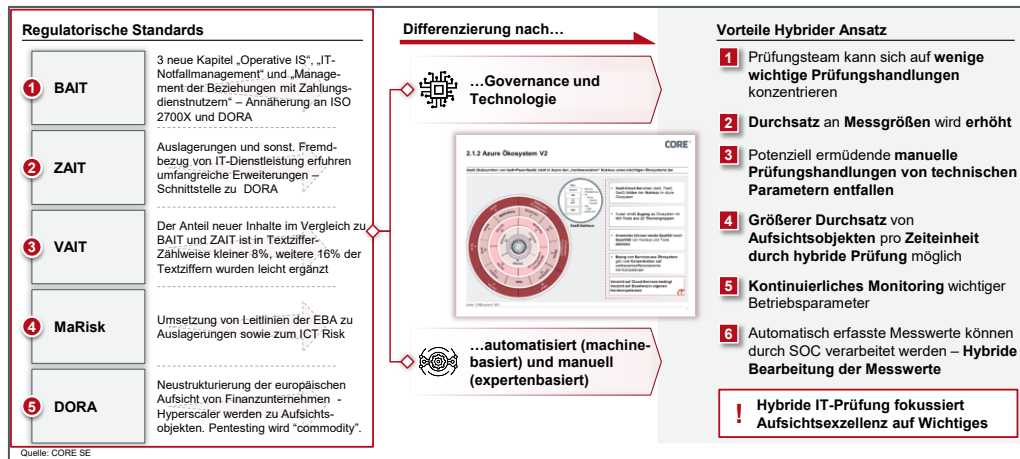 Regulatorische Standards
1
BAIT
3 neue Kapitel „Operative IS", „IT-
Notfallmanagement" und „Manage-
ment der Beziehungen mit Zahlungs-
dienstnutzern" – Annäherung an ISO
2700X und DORA
2
ZAIT
Auslagerungen und sonst. Fremd-
bezug von IT-Dienstleistung erfuhren
umfangreiche Erweiterungen –
Schnittstelle zu DORA
3
VAIT
Der Anteil neuer Inhalte im Vergleich zu
BAIT und ZAIT ist in Textziffer-
Zählweise kleiner 8%, weitere 16% der
Textziffern wurden leicht ergänzt
4
MaRisk
Umsetzung von Leitlinien der EBA zu
Auslagerungen sowie zum ICT Risk
5
DORA
Neustrukturierung der europäischen
Aufsicht von Finanzunternehmen -
Hyperscaler werden zu Aufsichts-
objekten. Pentesting wird "commodity".
Quelle: CORE SE
Differenzierung nach…
…Governance und
Technologie
CORE
2.1.2 Azure Ökosystem V2
XaaS-Nukleus
…automatisiert (machine-
basiert) und manuell
(expertenbasiert)
Vorteile Hybrider Ansatz
1
Prüfungsteam kann sich auf wenige
wichtige Prüfungshandlungen
konzentrieren
2
Durchsatz an Messgrößen wird erhöht
3
Potenziell ermüdende manuelle
Prüfungshandlungen von technischen
Parametern entfallen
4
Größerer Durchsatz von
Aufsichtsobjekten pro Zeiteinheit
durch hybride Prüfung möglich
5
Kontinuierliches Monitoring wichtiger
Betriebsparameter
6
Automatisch erfasste Messwerte können
durch SOC verarbeitet werden – Hybride
Bearbeitung der Messwerte
!
Hybride IT-Prüfung fokussiert
Aufsichtsexzellenz auf Wichtiges